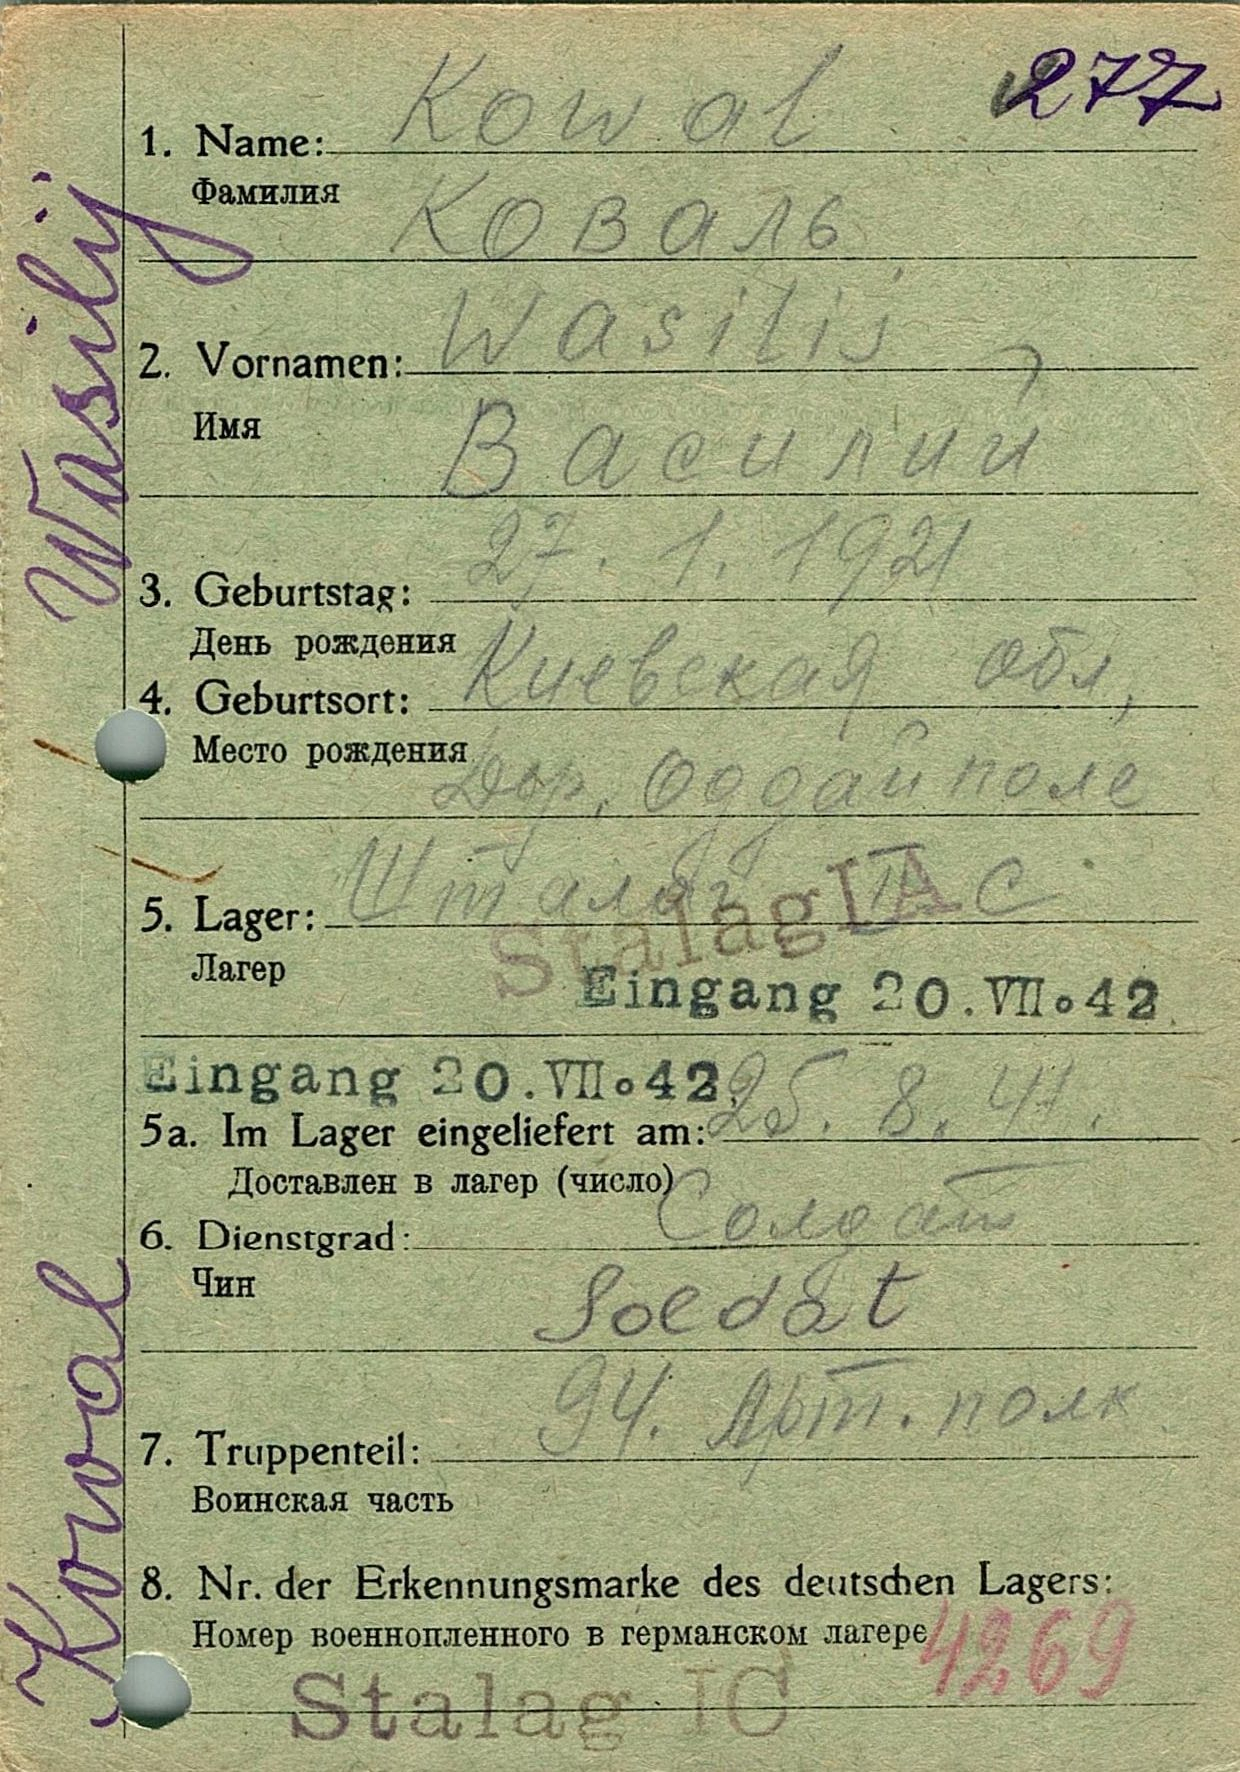 277
1. Name: Kowal
Фамилия
Коваль
2. Vornamen: Wasilij
Имя
Василий
3. Geburtstag: 27. 1. 1921
День рождения
4. Geburtsort: Киевская обл,
Место рождения
Дер. Оддайполе
5. Lager: Шталаг I C
Stalag I A
Лагер
Eingang 20.VII.42
Eingang 20.VII.42.
5a. Im Lager eingeliefert am: 25. 8. 41.
Доставлен в лагер (число)
6. Dienstgrad: Солдат
Чин
Soldat
7. Truppenteil: 94. Арт. полк
Воинская часть
8. Nr. der Erkennungsmarke des deutschen Lagers:
Номер военнопленного в германском лагере
4269
Stalag IC
Kowal Wasilij